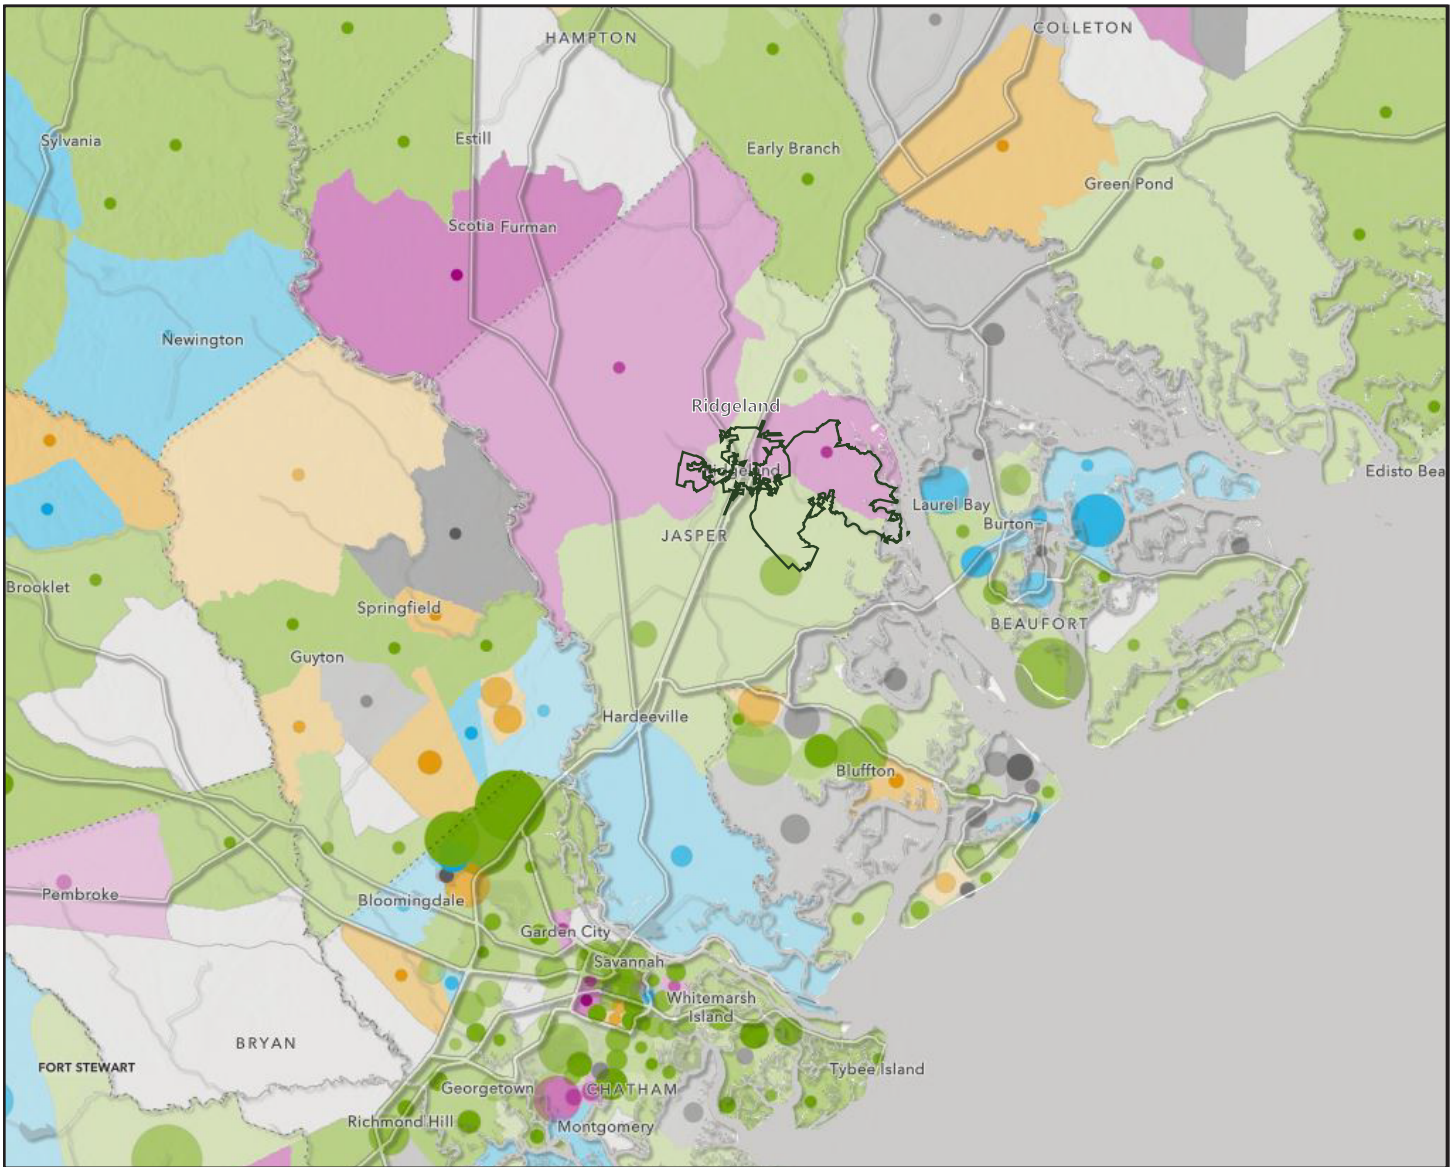 HAMPTON
COLLETON
Sylvania
Estill
Early Branch
Green Pond
Scotia Furman
Newington
Ridgeland
Edisto Bea
Laurel Bay
Burton
JASPER
Brooklet
Springfield
BEAUFORT
Guyton
Hardeeville
Bluffton
Pembroke
Bloomingdale
Garden City
Savannah
Whitemarsh
Island
BRYAN
FORT STEWART
Tybee Island
Georgetown
CHATHAM
Richmond Hill
Montgomery